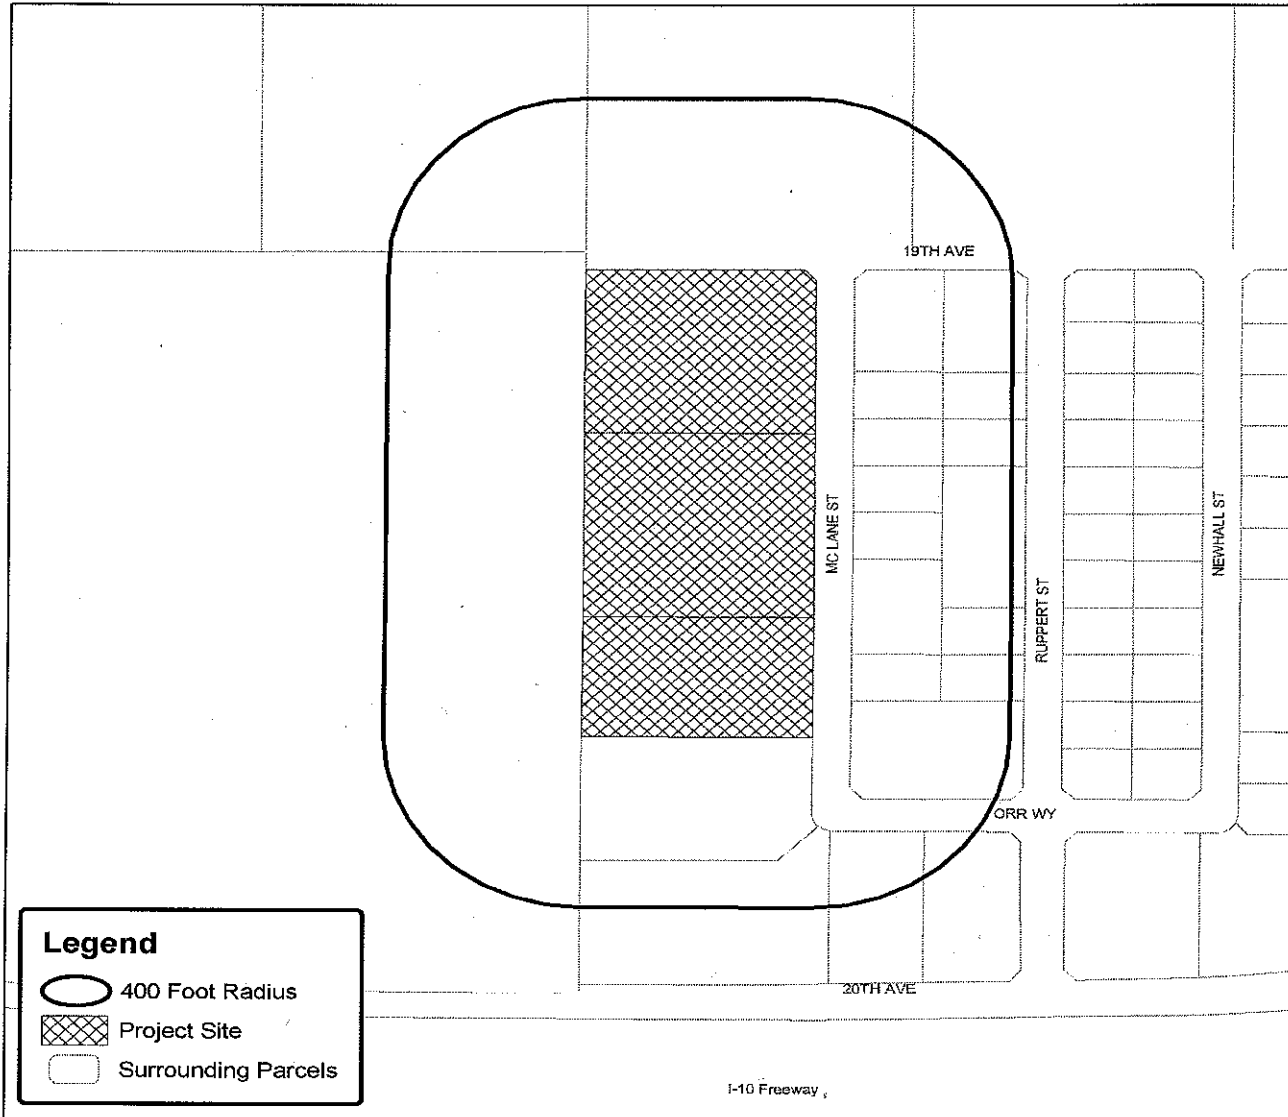 19TH AVE
MC LANE ST
RUPPERT ST
NEWHALL ST
ORR WY
20TH AVE
I-10 Freeway
Legend
400 Foot Radius
Project Site
Surrounding Parcels